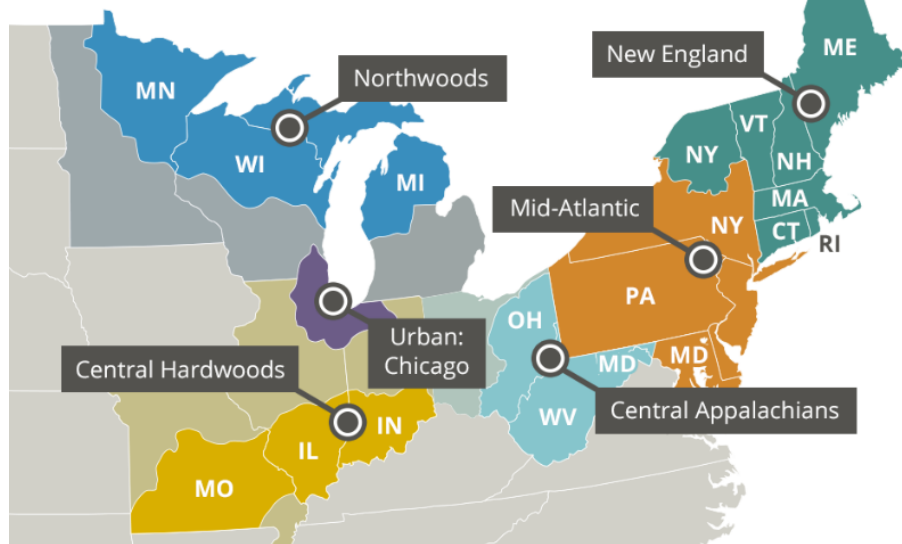 ME
New England
Northwoods
MN
VT
NY
NH
WI
MI
MA
Mid-Atlantic
NY
CT
RI
PA
OH
Urban:
Chicago
MD
MD
Central Hardwoods
WV
Central Appalachians
IN
IL
MO